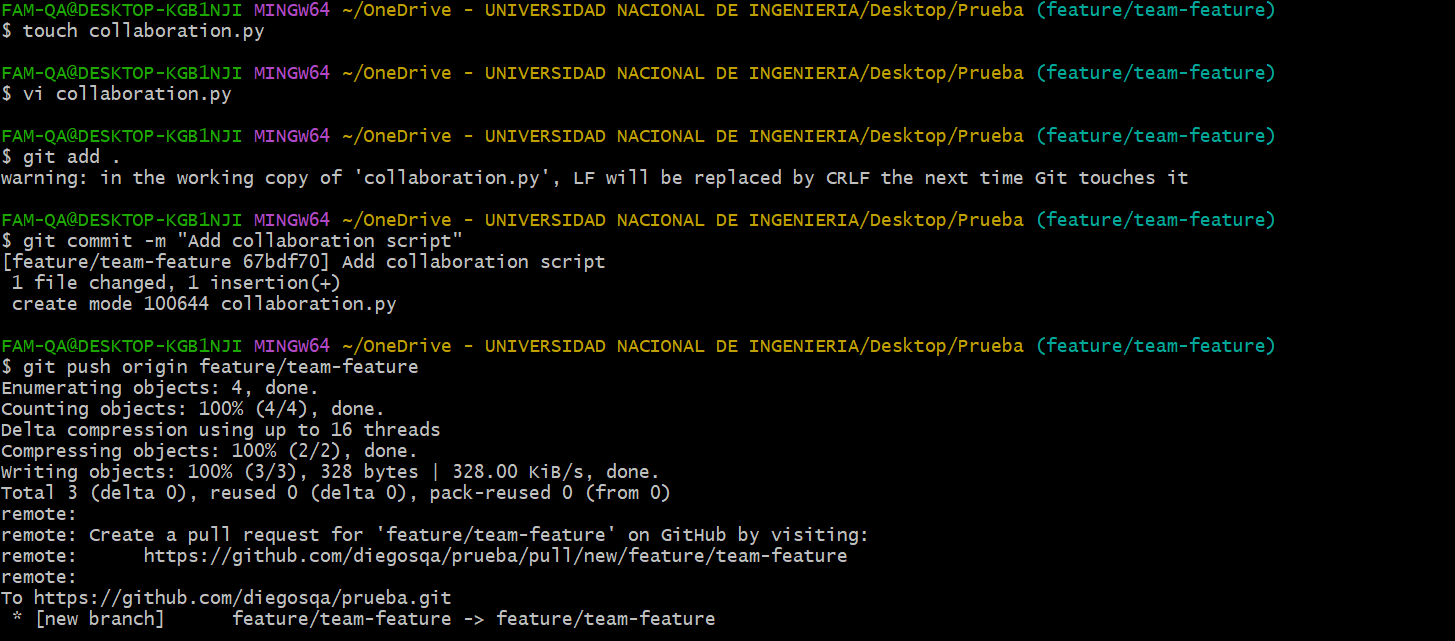 FAM-QA@DESKTOP-KGB1NJI MINGW64 ~/OneDrive - UNIVERSIDAD NACIONAL DE INGENIERIA/Desktop/Prueba (feature/team-feature)
$ touch collaboration.py
FAM-QA@DESKTOP-KGB1NJI MINGW64 ~/OneDrive - UNIVERSIDAD NACIONAL DE INGENIERIA/Desktop/Prueba (feature/team-feature)
$ vi collaboration.py
FAM-QA@DESKTOP-KGB1NJI MINGW64 ~/OneDrive - UNIVERSIDAD NACIONAL DE INGENIERIA/Desktop/Prueba (feature/team-feature)
$ git add .
warning: in the working copy of 'collaboration.py', LF will be replaced by CRLF the next time Git touches it
FAM-QA@DESKTOP-KGB1NJI MINGW64 ~/OneDrive - UNIVERSIDAD NACIONAL DE INGENIERIA/Desktop/Prueba (feature/team-feature)
$ git commit -m "Add collaboration script"
[feature/team-feature 67bdf70] Add collaboration script
 1 file changed, 1 insertion(+)
 create mode 100644 collaboration.py
FAM-QA@DESKTOP-KGB1NJI MINGW64 ~/OneDrive - UNIVERSIDAD NACIONAL DE INGENIERIA/Desktop/Prueba (feature/team-feature)
$ git push origin feature/team-feature
Enumerating objects: 4, done.
Counting objects: 100% (4/4), done.
Delta compression using up to 16 threads
Compressing objects: 100% (2/2), done.
Writing objects: 100% (3/3), 328 bytes | 328.00 KiB/s, done.
Total 3 (delta 0), reused 0 (delta 0), pack-reused 0 (from 0)
remote:
remote: Create a pull request for 'feature/team-feature' on GitHub by visiting:
remote:      https://github.com/diegosqa/prueba/pull/new/feature/team-feature
remote:
To https://github.com/diegosqa/prueba.git
 * [new branch]      feature/team-feature -> feature/team-feature